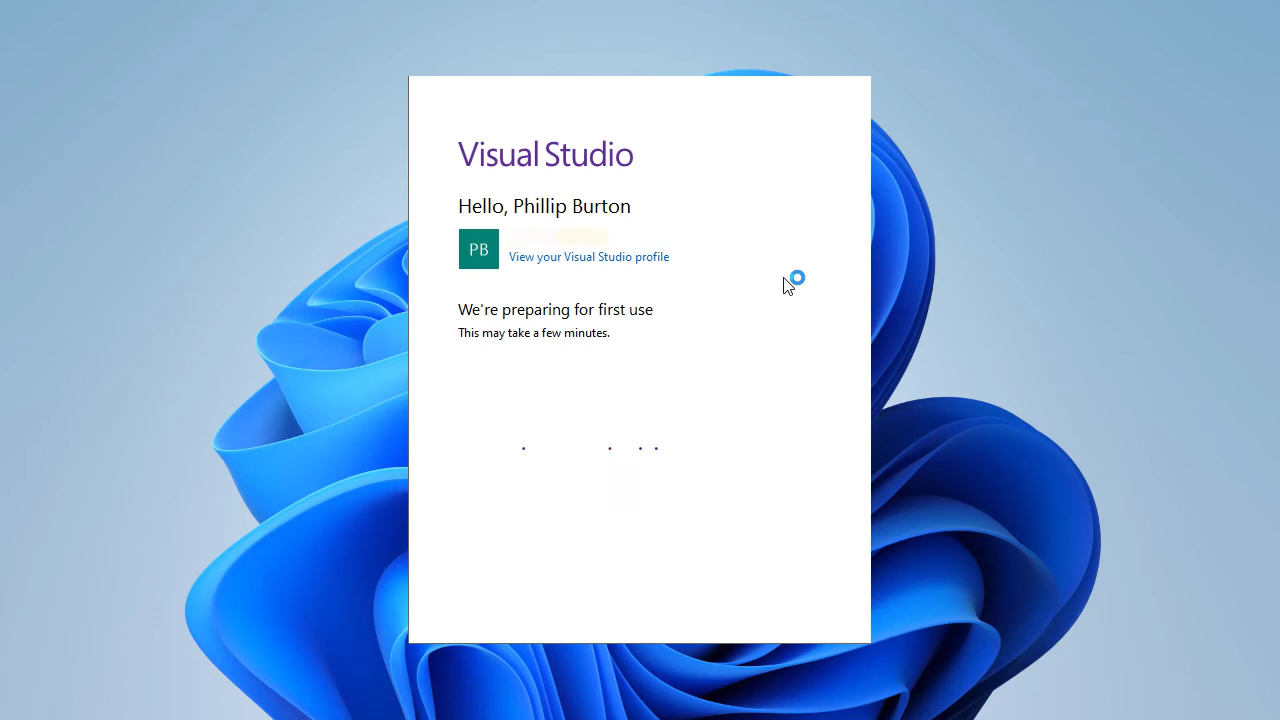 Visual Studio
Hello, Phillip Burton
PB
View your Visual Studio profile
We're preparing for first use
This may take a few minutes.